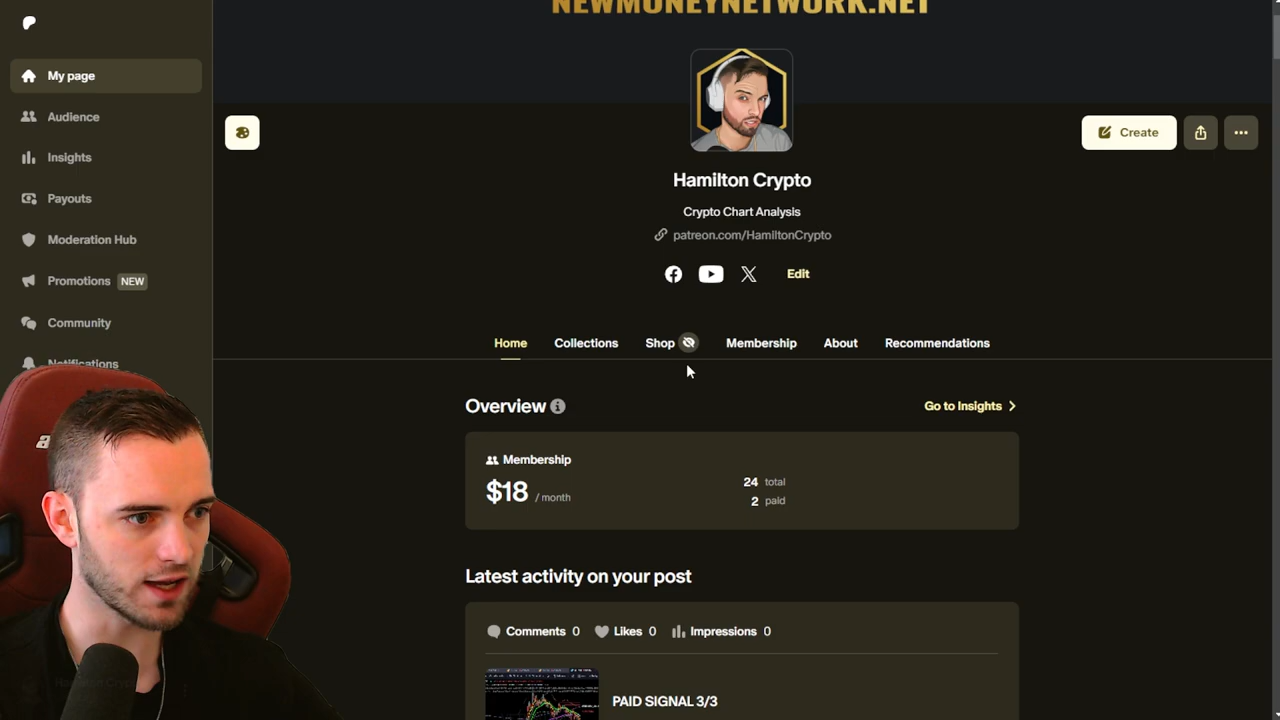 NEWMONEYNETWORK.NET
My page
Audience
Insights
Payouts
Moderation Hub
Promotions NEW
Community
Notifications
Create
Hamilton Crypto
Crypto Chart Analysis
patreon.com/HamiltonCrypto
Edit
Home Collections Shop Membership About Recommendations
Overview
Go to Insights
Membership
$18 / month
24 total
2 paid
Latest activity on your post
Comments 0 Likes 0 Impressions 0
PAID SIGNAL 3/3